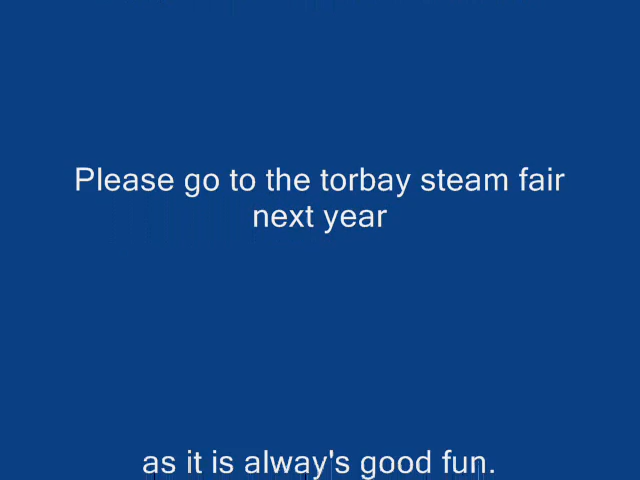 Please go to the torbay steam fair
next year
as it is alway's good fun.